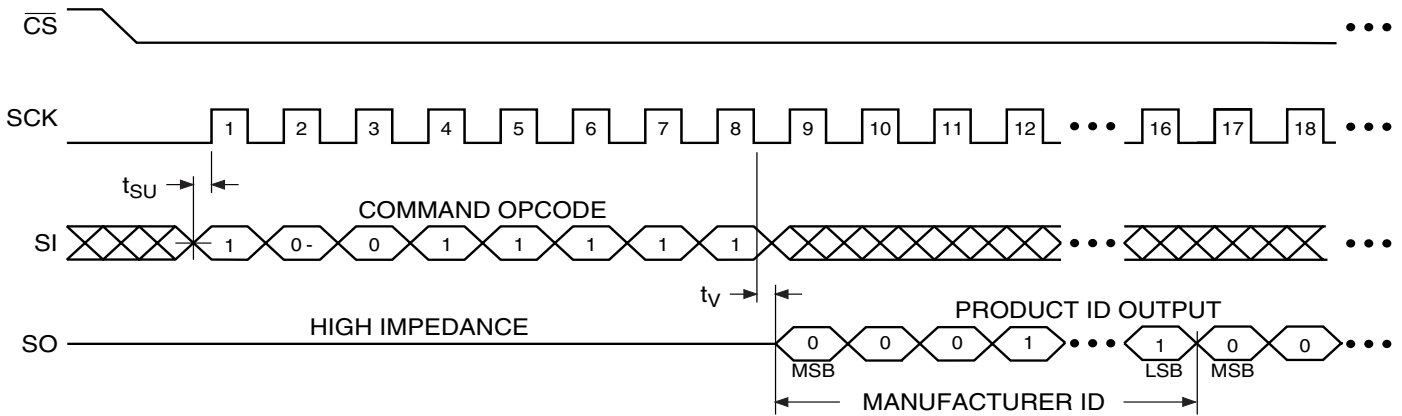 CS
SCK 1 2 3 4 5 6 7 8 9 10 11 12 ••• 16 17 18 •••
tSU
COMMAND OPCODE
SI 1 0- 0 1 1 1 1 1
tV
HIGH IMPEDANCE
PRODUCT ID OUTPUT
SO 0 0 0 1 ••• 1 0 0 •••
MSB LSB MSB
MANUFACTURER ID